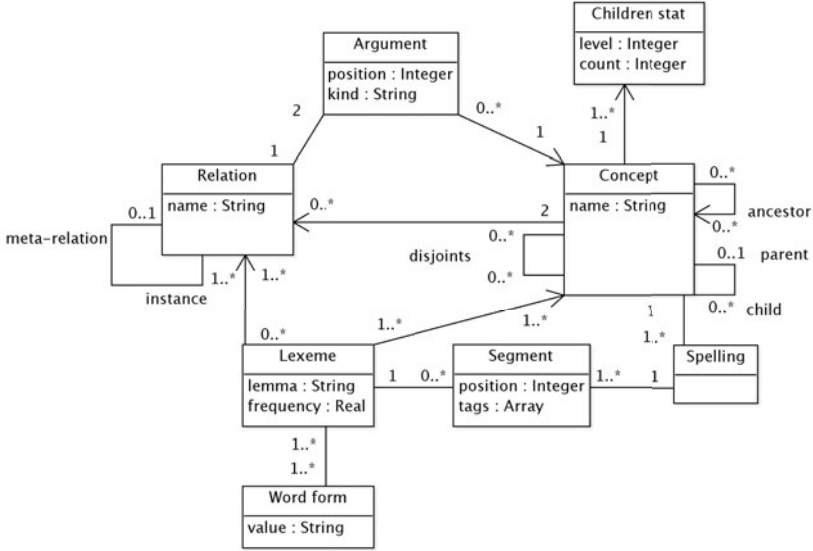 Children stat
level : Integer
count : Integer
Argument
position : Integer
kind : String
0..*
1..*
2
1
1
1
Relation
name : String
Concept
name : String
0..*
0..1
0..*
2
ancestor
0..*
meta-relation
disjoints
0..*
0..1
parent
0..*
1..*
1..*
instance
0..*
child
1
1..*
1..*
0..*
1..*
Lexeme
lemma : String
frequency : Real
1
0..*
Segment
position : Integer
tags : Array
1..*
1
Spelling
1..*
1..*
Word form
value : String